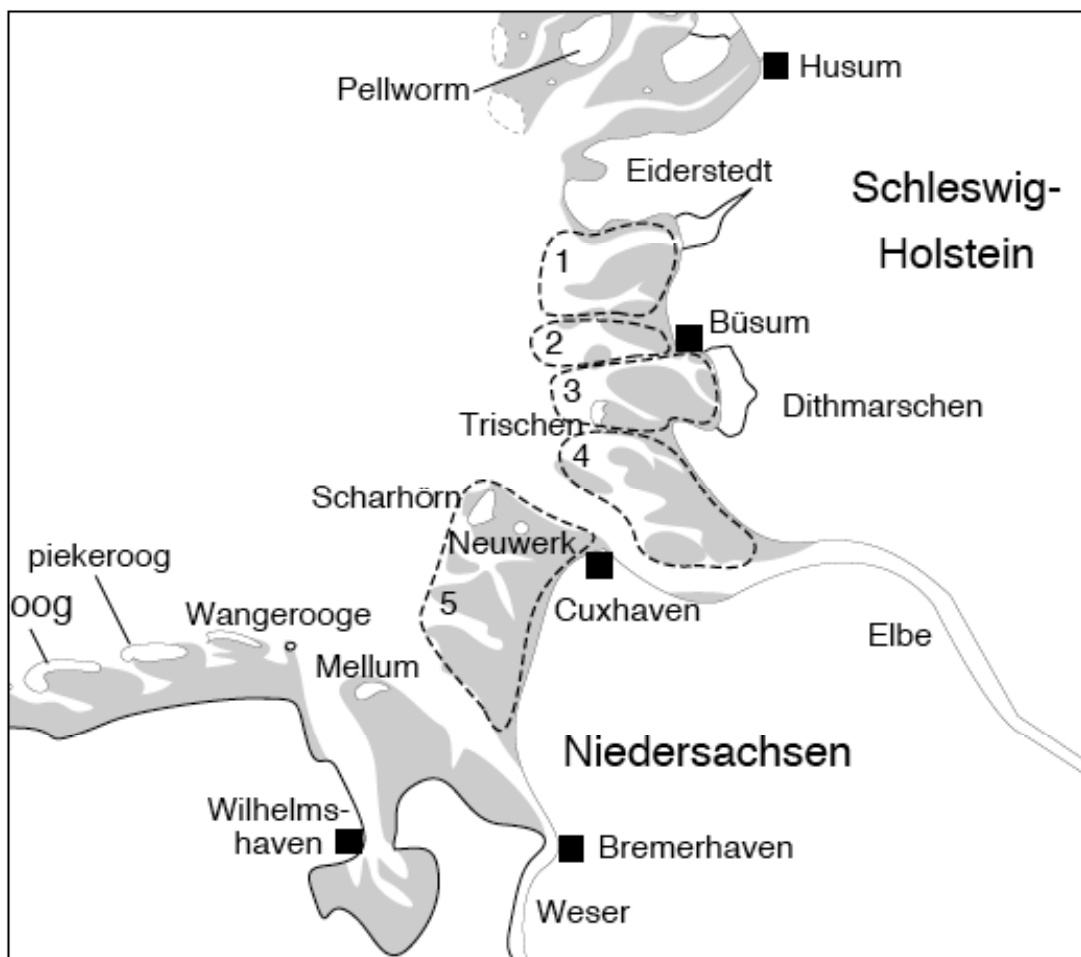 Husum
Pellworm
Eiderstedt
Schleswig-
Holstein
1
Büsum
2
3
Dithmarschen
Trischen
4
Scharhörn
Neuwerk
piekeroog
Cuxhaven
oog
5
Wangerooge
Elbe
Mellum
Niedersachsen
Wilhelms-
haven
Bremerhaven
Weser